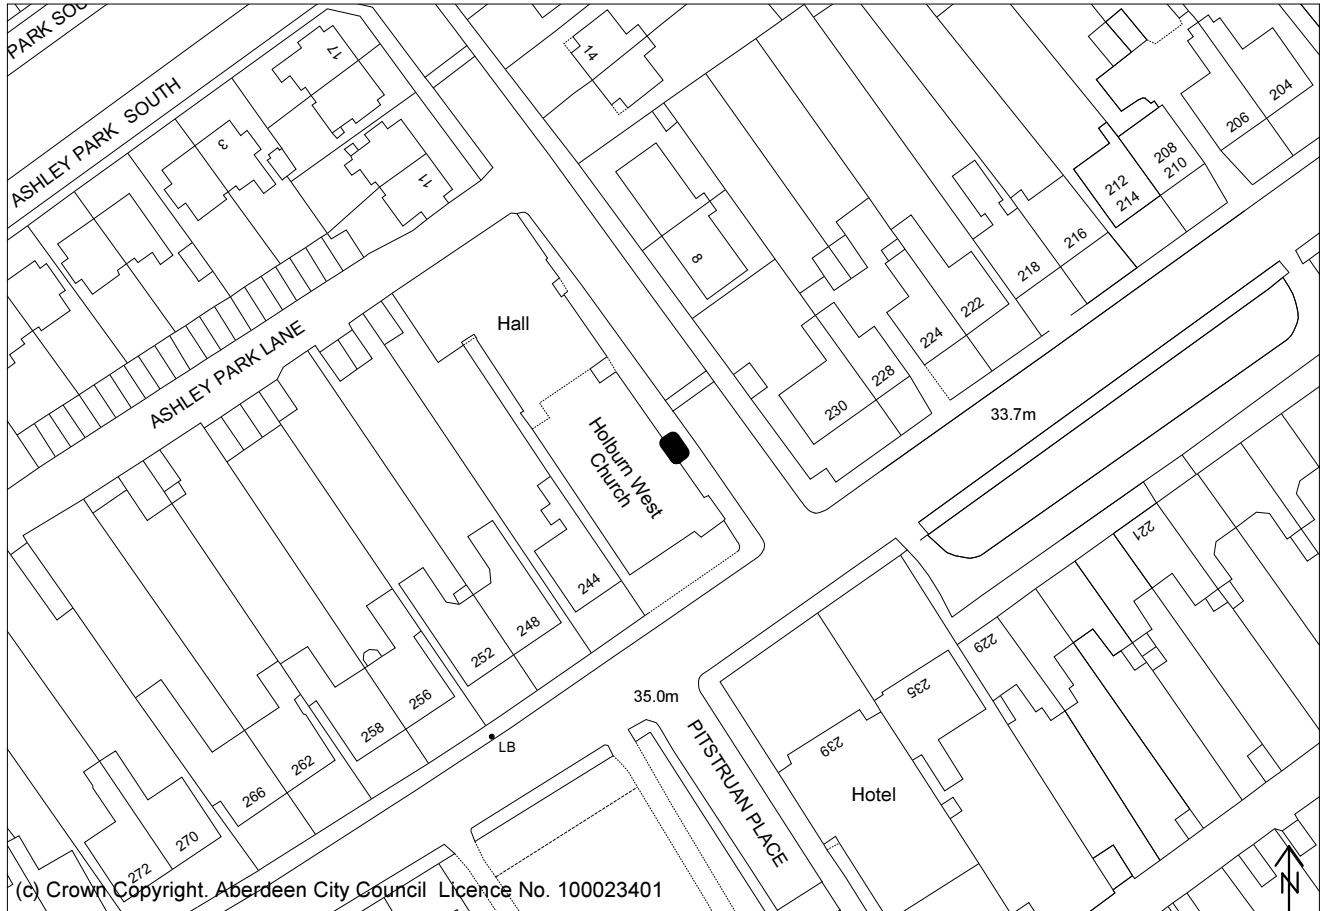 PARK SOU
ASHLEY PARK SOUTH
17
14
3
11
204
206
208
210
212
214
216
218
222
224
228
230
8
Hall
ASHLEY PARK LANE
33.7m
Holburn West
Church
221
229
235
239
244
248
252
256
258
262
266
270
272
35.0m
LB
PITSTRUAN PLACE
Hotel
N
(c) Crown Copyright. Aberdeen City Council Licence No. 100023401